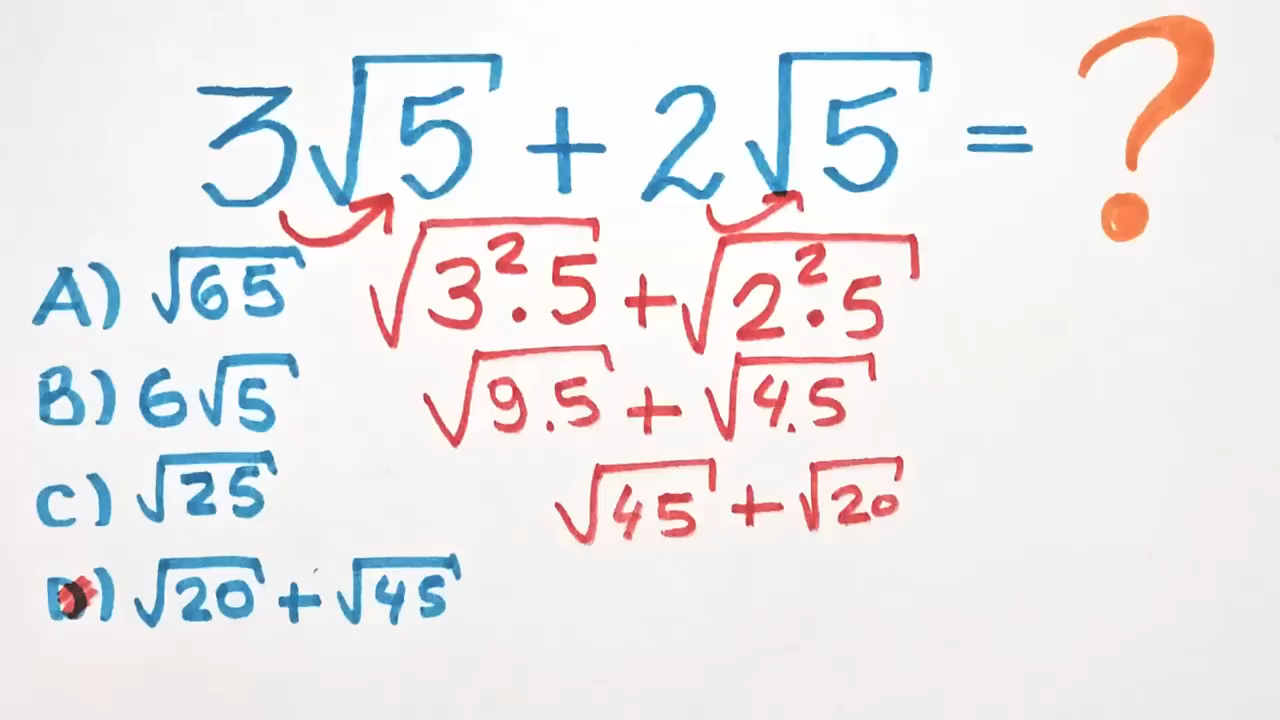 3√5 + 2√5 = ?
√3².5 + √2².5
A) √65
√9.5 + √4.5
B) 6√5
C) √25
√45 + √20
D) √20 + √45